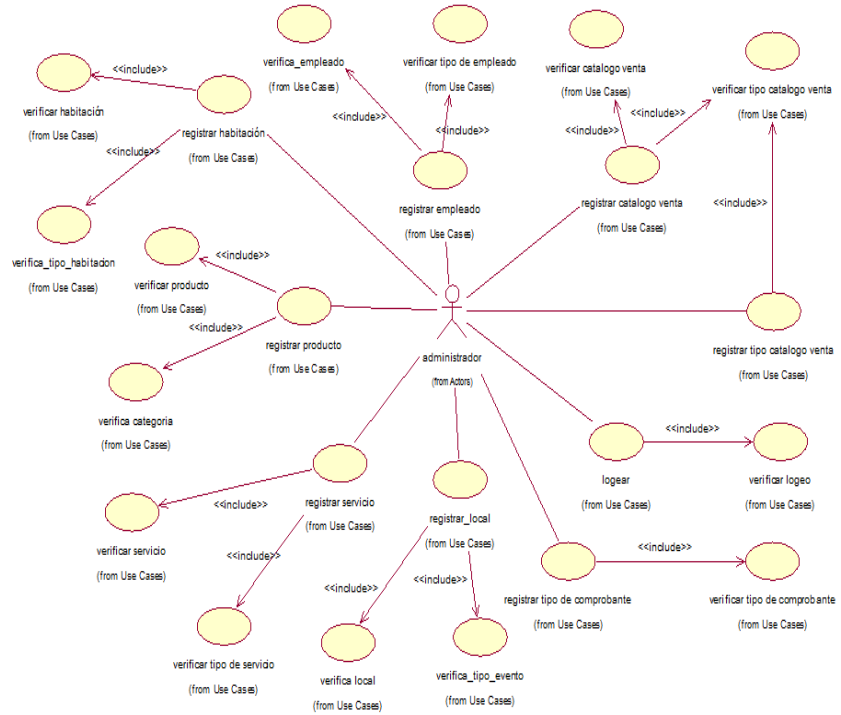 verifica_empleado
(from Use Cases)
verificar tipo de empleado
(from Use Cases)
verificar catalogo venta
(from Use Cases)
verificar tipo catalogo venta
(from Use Cases)
<<include>>
verificar habitación
(from Use Cases)
<<include>>
registrar habitación
(from Use Cases)
<<include>>
<<include>>
registrar empleado
(from Use Cases)
<<include>>
<<include>>
registrar catalogo venta
(from Use Cases)
<<include>>
verifica_tipo_habitacion
(from Use Cases)
<<include>>
verificar producto
(from Use Cases)
<<include>>
registrar producto
(from Use Cases)
administrador
(from Actors)
registrar tipo catalogo venta
(from Use Cases)
verifica categoria
(from Use Cases)
<<include>>
logear
(from Use Cases)
verificar logeo
(from Use Cases)
<<include>>
registrar servicio
(from Use Cases)
registrar_local
(from Use Cases)
verificar servicio
(from Use Cases)
<<include>>
<<include>>
<<include>>
<<include>>
registrar tipo de comprobante
(from Use Cases)
verificar tipo de comprobante
(from Use Cases)
verificar tipo de servicio
(from Use Cases)
verifica local
(from Use Cases)
verifica_tipo_evento
(from Use Cases)